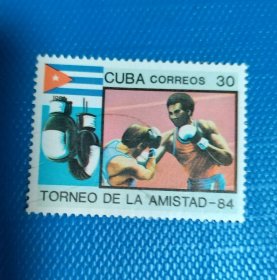 CUBA CORREOS 30
TORNEO DE LA AMISTAD-84